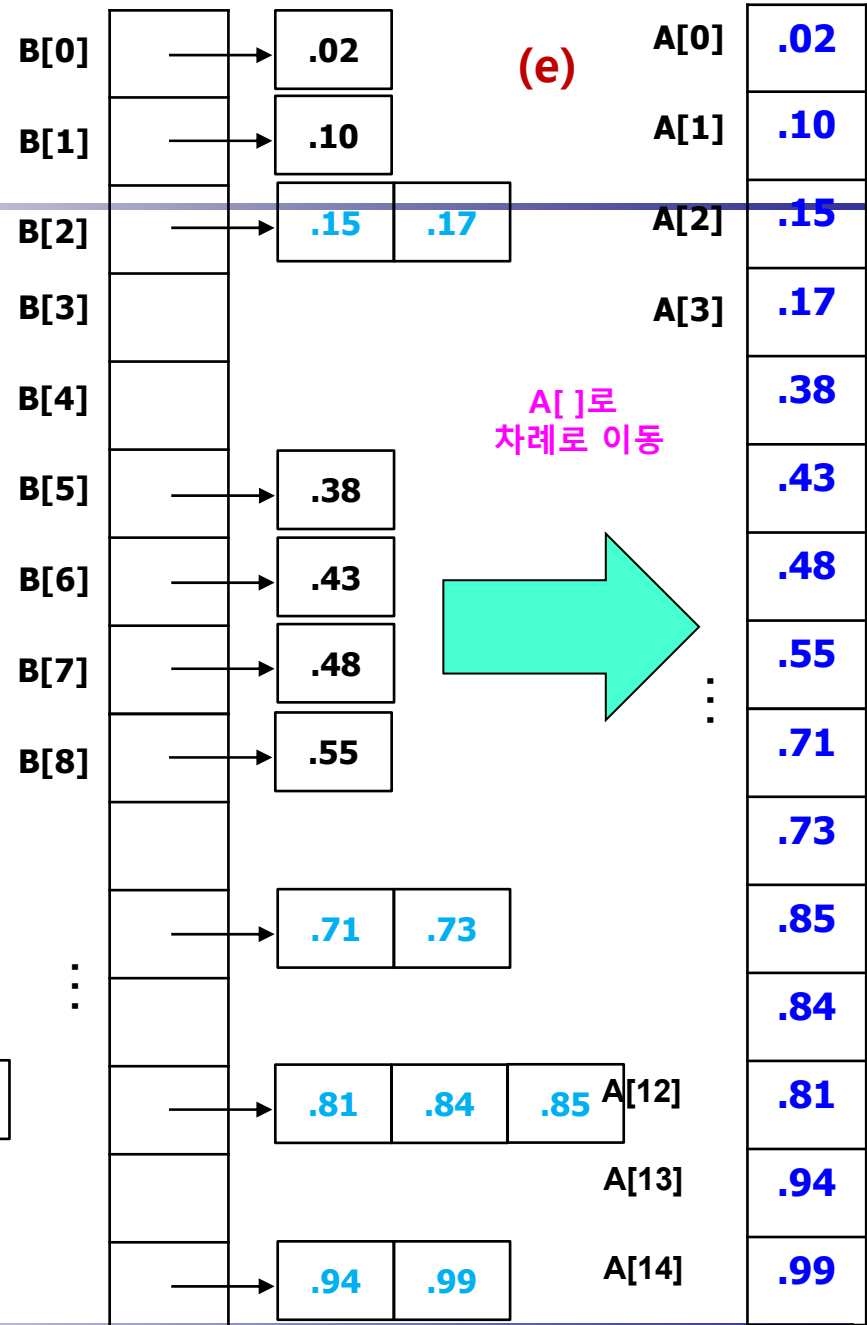 B[0] .02 (e) A[0] .02
B[1] .10 A[1] .10
B[2] .15 .17 A[2] .15
B[3] A[3] .17
B[4] A[ ]로 .38
차례로 이동
B[5] .38 .43
B[6] .43 .48
B[7] .48 .55
⋮
B[8] .55 .71
.73
.71 .73 .85
⋮
.84
.81 .84 .85 A[12] .81
A[13] .94
.94 .99 A[14] .99